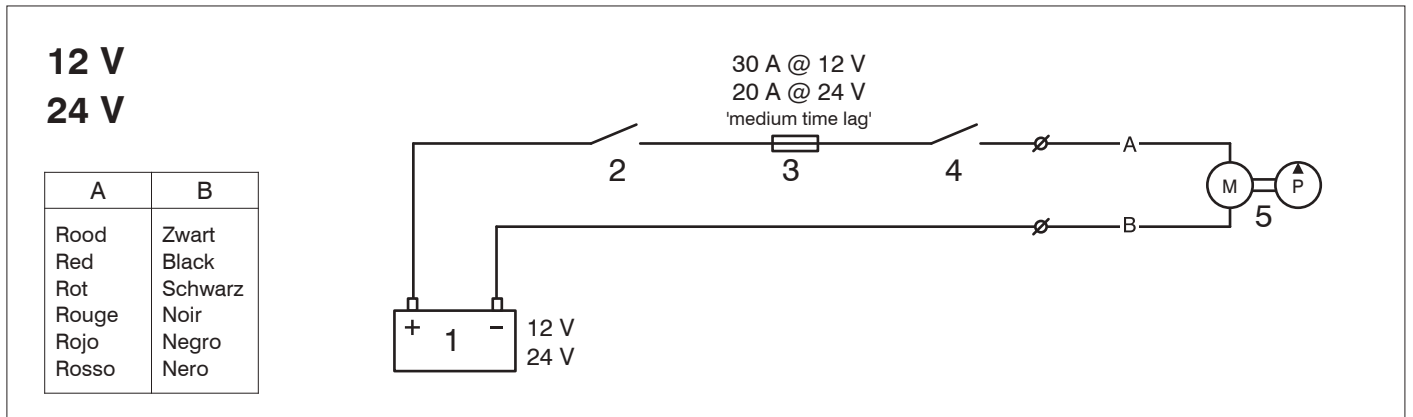 12 V
24 V
A B
Rood Zwart
Red Black
Rot Schwarz
Rouge Noir
Rojo Negro
Rosso Nero
30 A @ 12 V
20 A @ 24 V
'medium time lag'
2 3 4
A
M P
5
B
+ 1 −
12 V
24 V